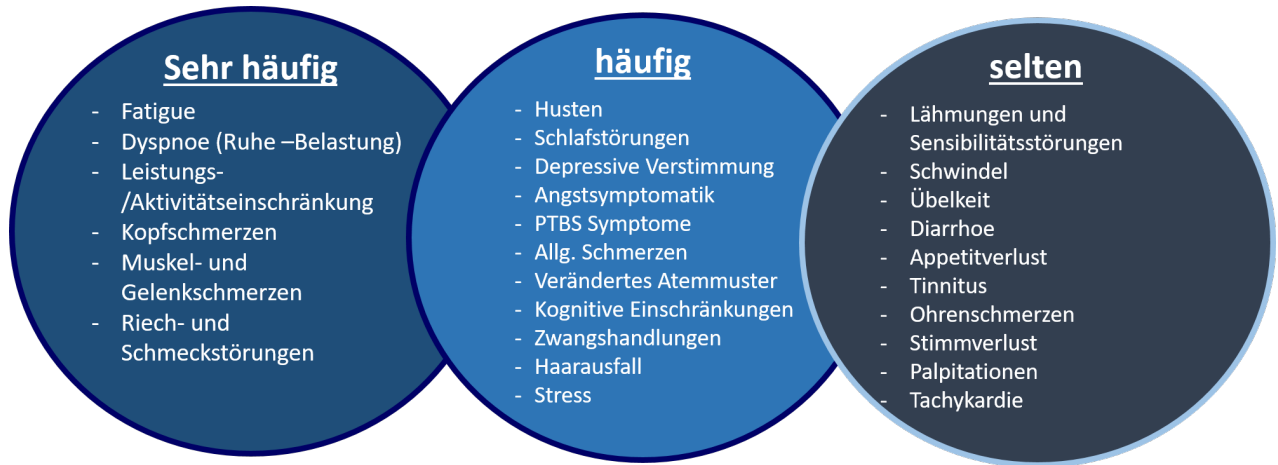 Sehr häufig
- Fatigue
- Dyspnoe (Ruhe –Belastung)
- Leistungs-
/Aktivitätseinschränkung
- Kopfschmerzen
- Muskel- und
Gelenkschmerzen
- Riech- und
Schmeckstörungen
häufig
- Husten
- Schlafstörungen
- Depressive Verstimmung
- Angstsymptomatik
- PTBS Symptome
- Allg. Schmerzen
- Verändertes Atemmuster
- Kognitive Einschränkungen
- Zwangshandlungen
- Haarausfall
- Stress
selten
- Lähmungen und
Sensibilitätsstörungen
- Schwindel
- Übelkeit
- Diarrhoe
- Appetitverlust
- Tinnitus
- Ohrenschmerzen
- Stimmverlust
- Palpitationen
- Tachykardie